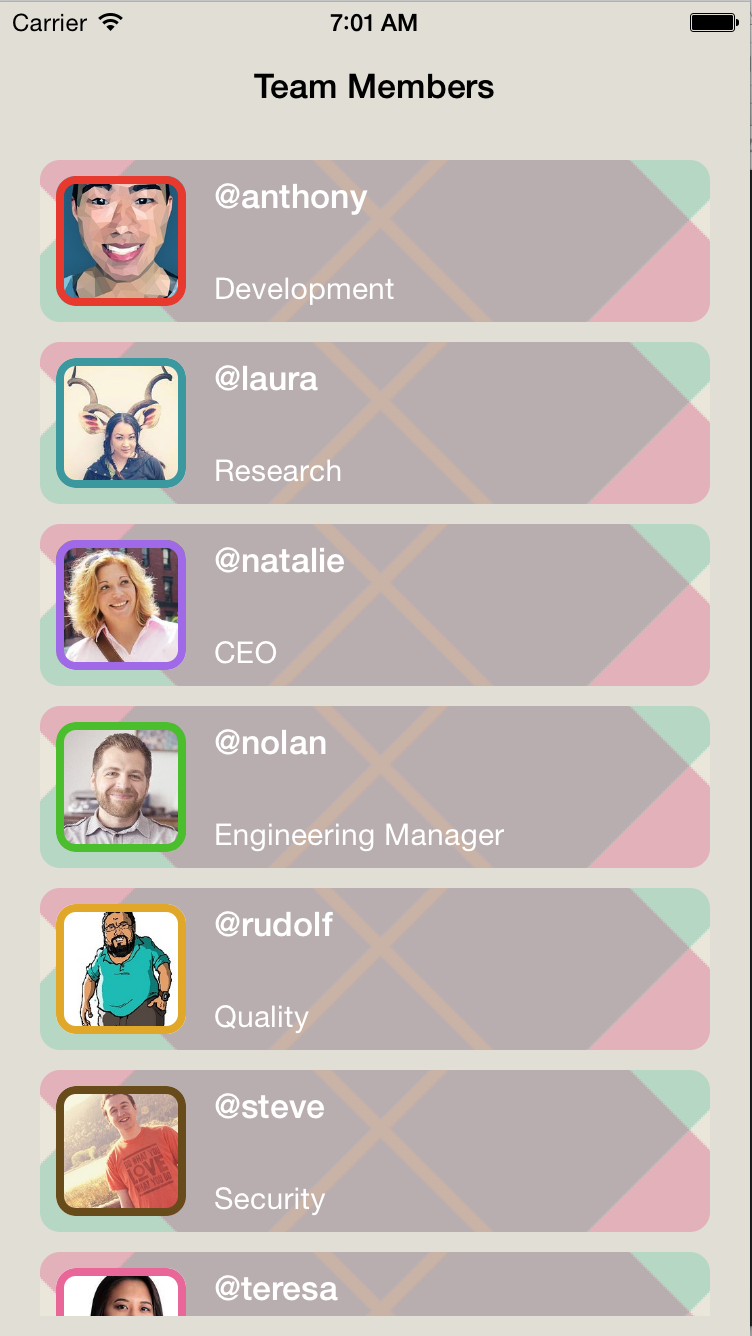 Carrier 7:01 AM
Team Members
@anthony
Development
@laura
Research
@natalie
CEO
@nolan
Engineering Manager
@rudolf
Quality
@steve
LOVE
Security
@teresa